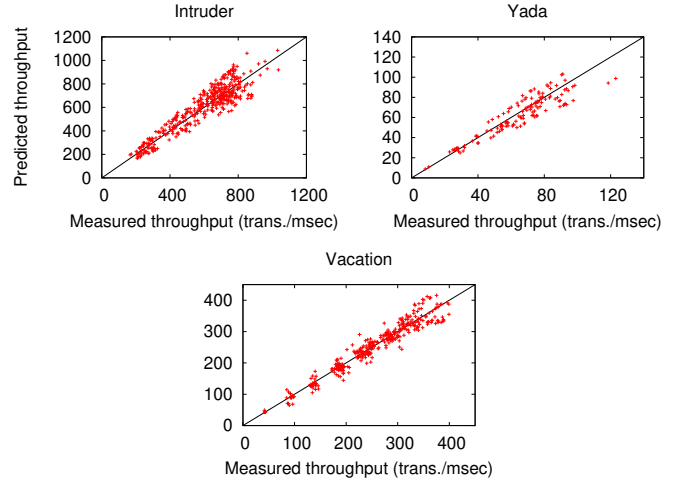 Intruder
Yada
Predicted throughput
1200
1000
800
600
400
200
0
0 400 800 1200
Measured throughput (trans./msec)
140
120
100
80
60
40
20
0
0 40 80 120
Measured throughput (trans./msec)
Vacation
400
300
200
100
0
0 100 200 300 400
Measured throughput (trans./msec)